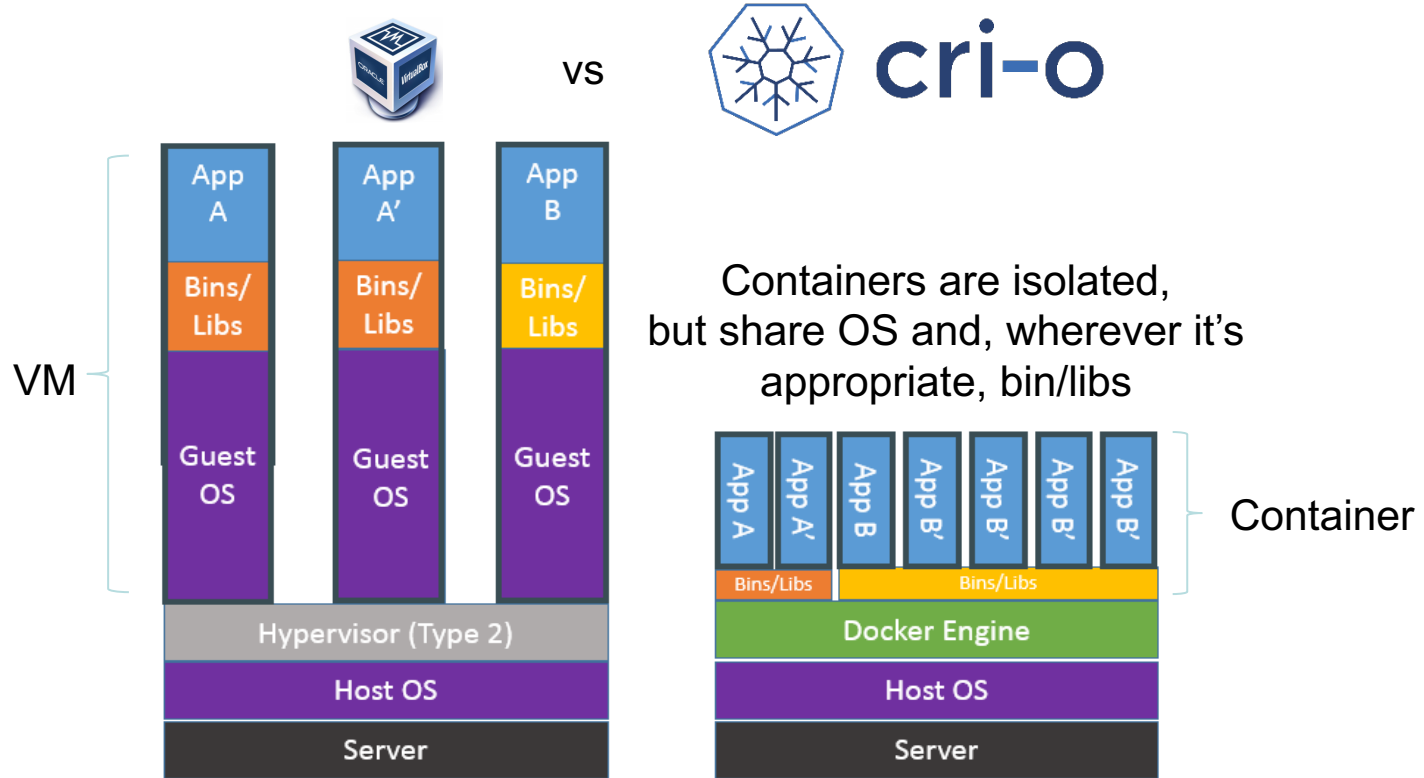 ORACLE
VirtualBox
vs
cri-o
VM
App
A
Bins/
Libs
Guest
OS
App
A’
Bins/
Libs
Guest
OS
App
B
Bins/
Libs
Guest
OS
Hypervisor (Type 2)
Host OS
Server
Containers are isolated,
but share OS and, wherever it’s
appropriate, bin/libs
App A
App A’
App B
App B’
App B’
App B’
App B’
Bins/Libs
Bins/Libs
Container
Docker Engine
Host OS
Server